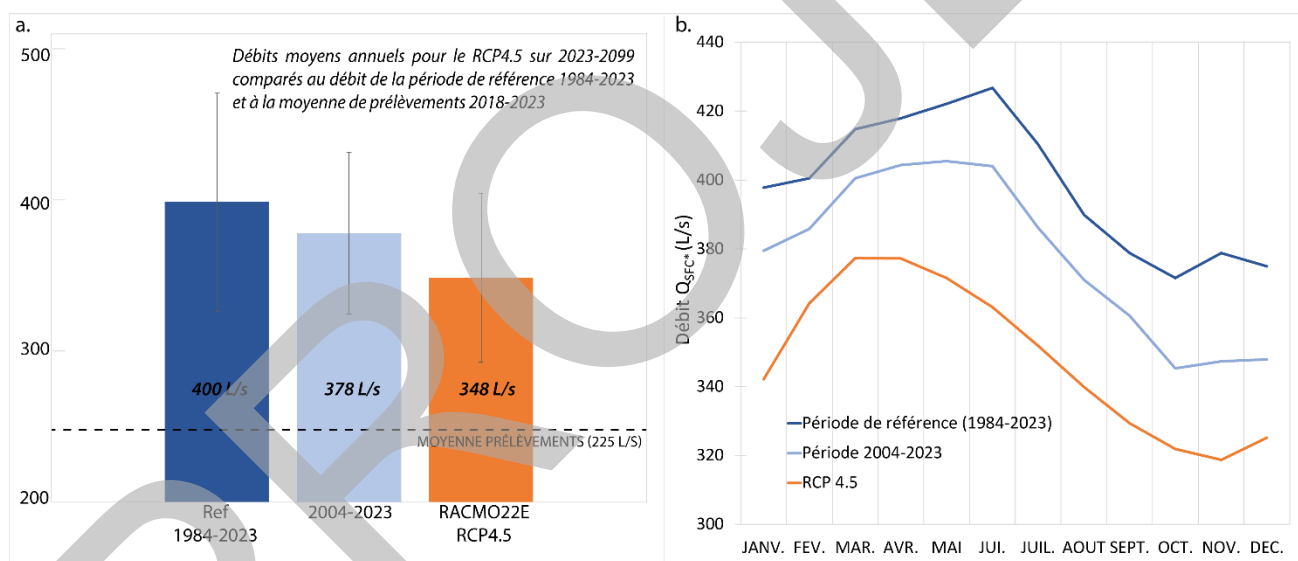 a.
500
Débits moyens annuels pour le RCP4.5 sur 2023-2099
comparés au débit de la période de référence 1984-2023
et à la moyenne de prélèvements 2018-2023
400
300
400 L/s
378 L/s
348 L/s
MOYENNE PRÉLÈVEMENTS (225 L/S)
200
Ref
1984-2023
2004-2023
RACMO22E
RCP4.5
b.
440
420
400
380
360
340
320
300
Débit QSFC* (L/s)
Période de référence (1984-2023)
Période 2004-2023
RCP 4.5
JANV. FEV. MAR. AVR. MAI JUI. JUIL. AOUT SEPT. OCT. NOV. DEC.